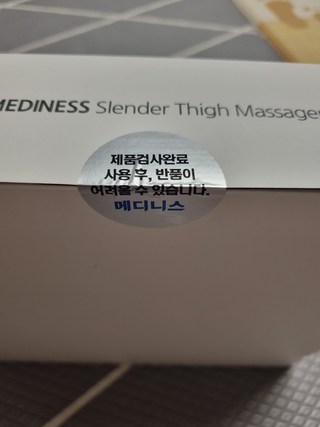 MEDINESS Slender Thigh Massager
제품검사완료
사용 후, 반품이
어려울 수 있습니다.
메디니스